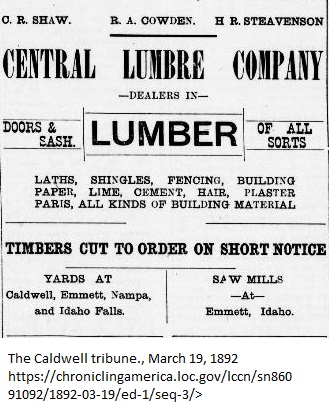 C. R. SHAW. R. A. COWDEN. H R. STEAVENSON
CENTRAL LUMBRE COMPANY
—DEALERS IN—
DOORS & SASH. LUMBER OF ALL SORTS
LATHS, SHINGLES, FENCING, BUILDING
PAPER, LIME, CEMENT, HAIR, PLASTER
PARIS, ALL KINDS OF BUILDING MATERIAL
TIMBERS CUT TO ORDER ON SHORT NOTICE
YARDS AT
Caldwell, Emmett, Nampa,
and Idaho Falls.
SAW MILLS
—At—
Emmett, Idaho.
The Caldwell tribune., March 19, 1892
https://chroniclingamerica.loc.gov/lccn/sn860
91092/1892-03-19/ed-1/seq-3/>